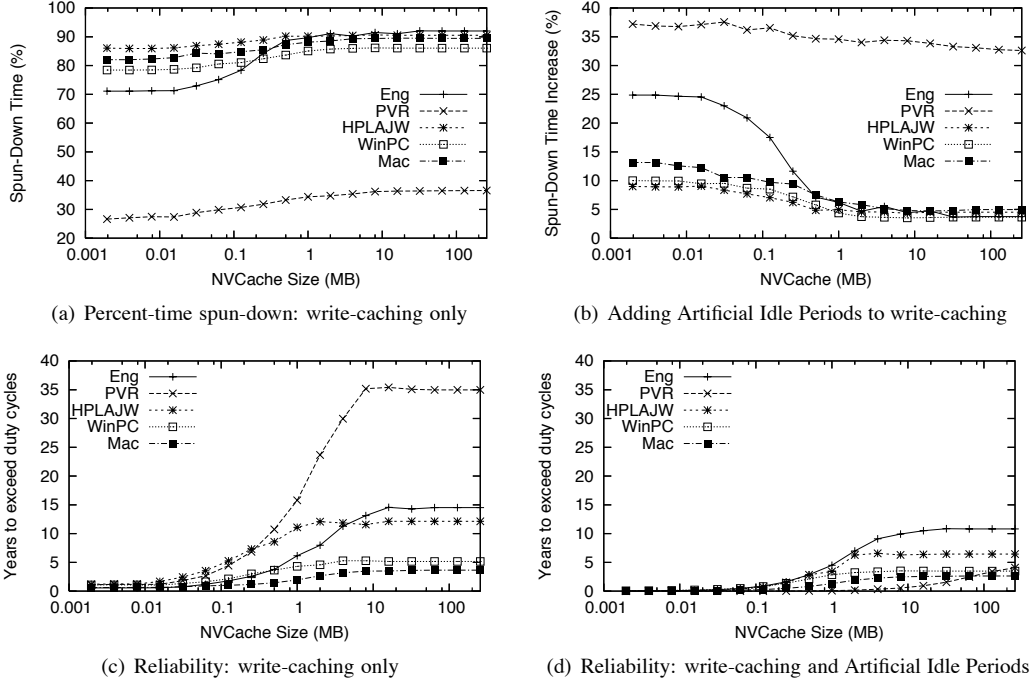 Spun-Down Time (%)
100
90
80
70
60
50
40
30
20
Eng
PVR
HPLAJW
WinPC
Mac
0.001 0.01 0.1 1 10 100
NVCache Size (MB)
(a) Percent-time spun-down: write-caching only
Spun-Down Time Increase (%)
40
35
30
25
20
15
10
5
0
Eng
PVR
HPLAJW
WinPC
Mac
0.001 0.01 0.1 1 10 100
NVCache Size (MB)
(b) Adding Artificial Idle Periods to write-caching
Years to exceed duty cycles
40
35
30
25
20
15
10
5
0
Eng
PVR
HPLAJW
WinPC
Mac
0.001 0.01 0.1 1 10 100
NVCache Size (MB)
(c) Reliability: write-caching only
Years to exceed duty cycles
40
35
30
25
20
15
10
5
0
Eng
PVR
HPLAJW
WinPC
Mac
0.001 0.01 0.1 1 10 100
NVCache Size (MB)
(d) Reliability: write-caching and Artificial Idle Periods